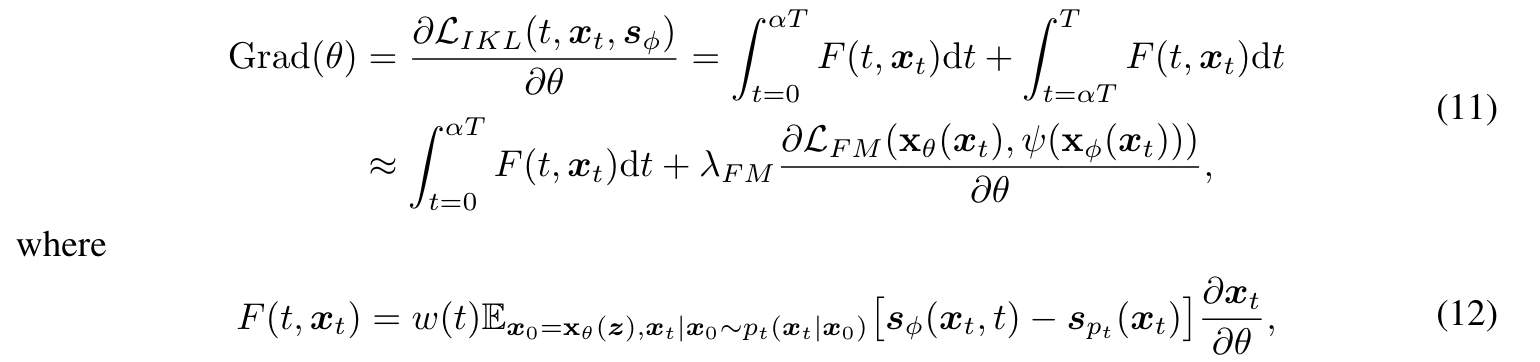 Grad(θ) = ∂ℒ_{IKL}(t, 𝒙_t, 𝒔_ϕ) / ∂θ = ∫_{t=0}^{αT} F(t, 𝒙_t)dt + ∫_{t=αT}^{T} F(t, 𝒙_t)dt
≈ ∫_{t=0}^{αT} F(t, 𝒙_t)dt + λ_{FM} ∂ℒ_{FM}(𝐱_θ(𝒙_t), ψ(𝐱_ϕ(𝒙_t))) / ∂θ,
(11)
where
F(t, 𝒙_t) = w(t)𝔼_{𝒙_0=𝐱_θ(𝒛),𝒙_t|𝒙_0∼p_t(𝒙_t|𝒙_0)}[𝒔_ϕ(𝒙_t, t) − 𝒔_{p_t}(𝒙_t)] ∂𝒙_t / ∂θ, (12)